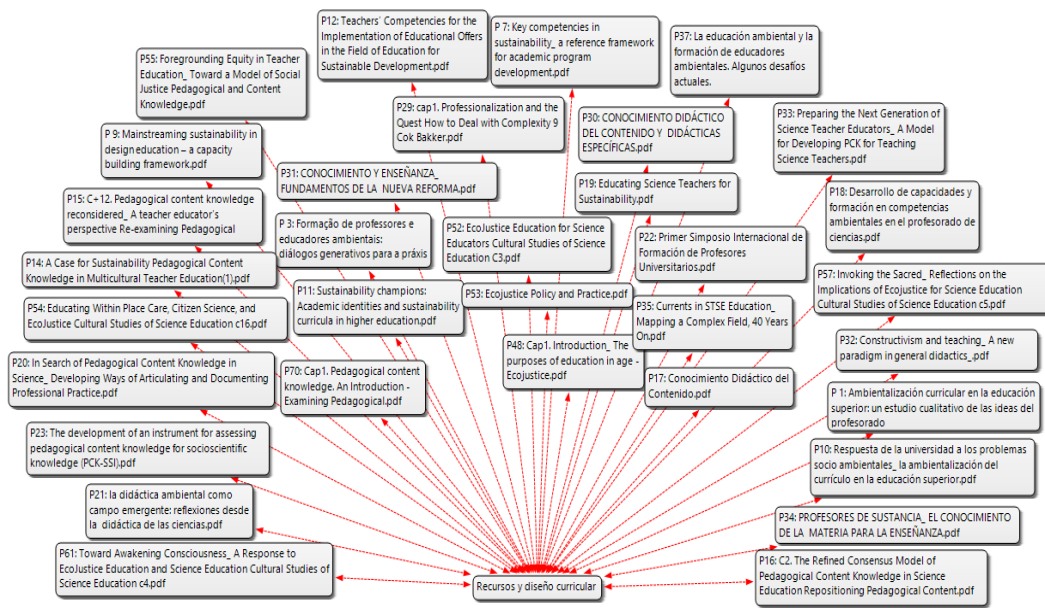 P12: Teachers´ Competencies for the
Implementation of Educational Offers
in the Field of Education for
Sustainable Development.pdf
P 7: Key competencies in
sustainability_ a reference framework
for academic program
development.pdf
P37: La educación ambiental y la
formación de educadores
ambientales. Algunos desafíos
actuales.
P55: Foregrounding Equity in Teacher
Education_ Toward a Model of Social
Justice Pedagogical and Content
Knowledge.pdf
P29: cap1. Professionalization and the
Quest How to Deal with Complexity 9
Cok Bakker.pdf
P30: CONOCIMIENTO DIDÁCTICO
DEL CONTENIDO Y DIDÁCTICAS
ESPECÍFICAS.pdf
P33: Preparing the Next Generation of
Science Teacher Educators_ A Model
for Developing PCK for Teaching
Science Teachers.pdf
P 9: Mainstreaming sustainability in
design education – a capacity
building framework.pdf
P31: CONOCIMIENTO Y ENSEÑANZA_
FUNDAMENTOS DE LA NUEVA REFORMA.pdf
P19: Educating Science Teachers for
Sustainability.pdf
P18: Desarrollo de capacidades y
formación en competencias
ambientales en el profesorado de
ciencias.pdf
P15: C+12. Pedagogical content knowledge
reconsidered_ A teacher educator´s
perspective Re-examining Pedagogical
P 3: Formação de professores e
educadores ambientais:
diálogos generativos para a práxis
P52: EcoJustice Education for Science
Educators Cultural Studies of Science
Education C3.pdf
P22: Primer Simposio Internacional de
Formación de Profesores
Universitarios.pdf
P14: A Case for Sustainability Pedagogical Content
Knowledge in Multicultural Teacher Education(1).pdf
P11: Sustainability champions:
Academic identities and sustainability
curricula in higher education.pdf
P53: Ecojustice Policy and Practice.pdf
P35: Currents in STSE Education_
Mapping a Complex Field, 40 Years
On.pdf
P57: Invoking the Sacred_ Reflections on the
Implications of Ecojustice for Science Education
Cultural Studies of Science Education c5.pdf
P54: Educating Within Place Care, Citizen Science, and
EcoJustice Cultural Studies of Science Education c16.pdf
P48: Cap1. Introduction_ The
purposes of education in age -
Ecojustice.pdf
P32: Constructivism and teaching_ A new
paradigm in general didactics_.pdf
P20: In Search of Pedagogical Content Knowledge in
Science_ Developing Ways of Articulating and Documenting
Professional Practice.pdf
P70: Cap1. Pedagogical content
knowledge. An Introduction -
Examining Pedagogical.pdf
P17: Conocimiento Didáctico del
Contenido.pdf
P 1: Ambientalización curricular en la educación
superior: un estudio cualitativo de las ideas del
profesorado
P23: The development of an instrument for assessing
pedagogical content knowledge for socioscientific
knowledge (PCK-SSI).pdf
P10: Respuesta de la universidad a los problemas
socio ambientales_ la ambientalización del
currículo en la educación superior.pdf
P21: la didáctica ambiental como
campo emergente: reflexiones desde
la didáctica de las ciencias.pdf
P34: PROFESORES DE SUSTANCIA_ EL CONOCIMIENTO
DE LA MATERIA PARA LA ENSEÑANZA.pdf
P61: Toward Awakening Consciousness_ A Response to
EcoJustice Education and Science Education Cultural Studies of
Science Education c4.pdf
Recursos y diseño curricular
P16: C2. The Refined Consensus Model of
Pedagogical Content Knowledge in Science
Education Repositioning Pedagogical Content.pdf